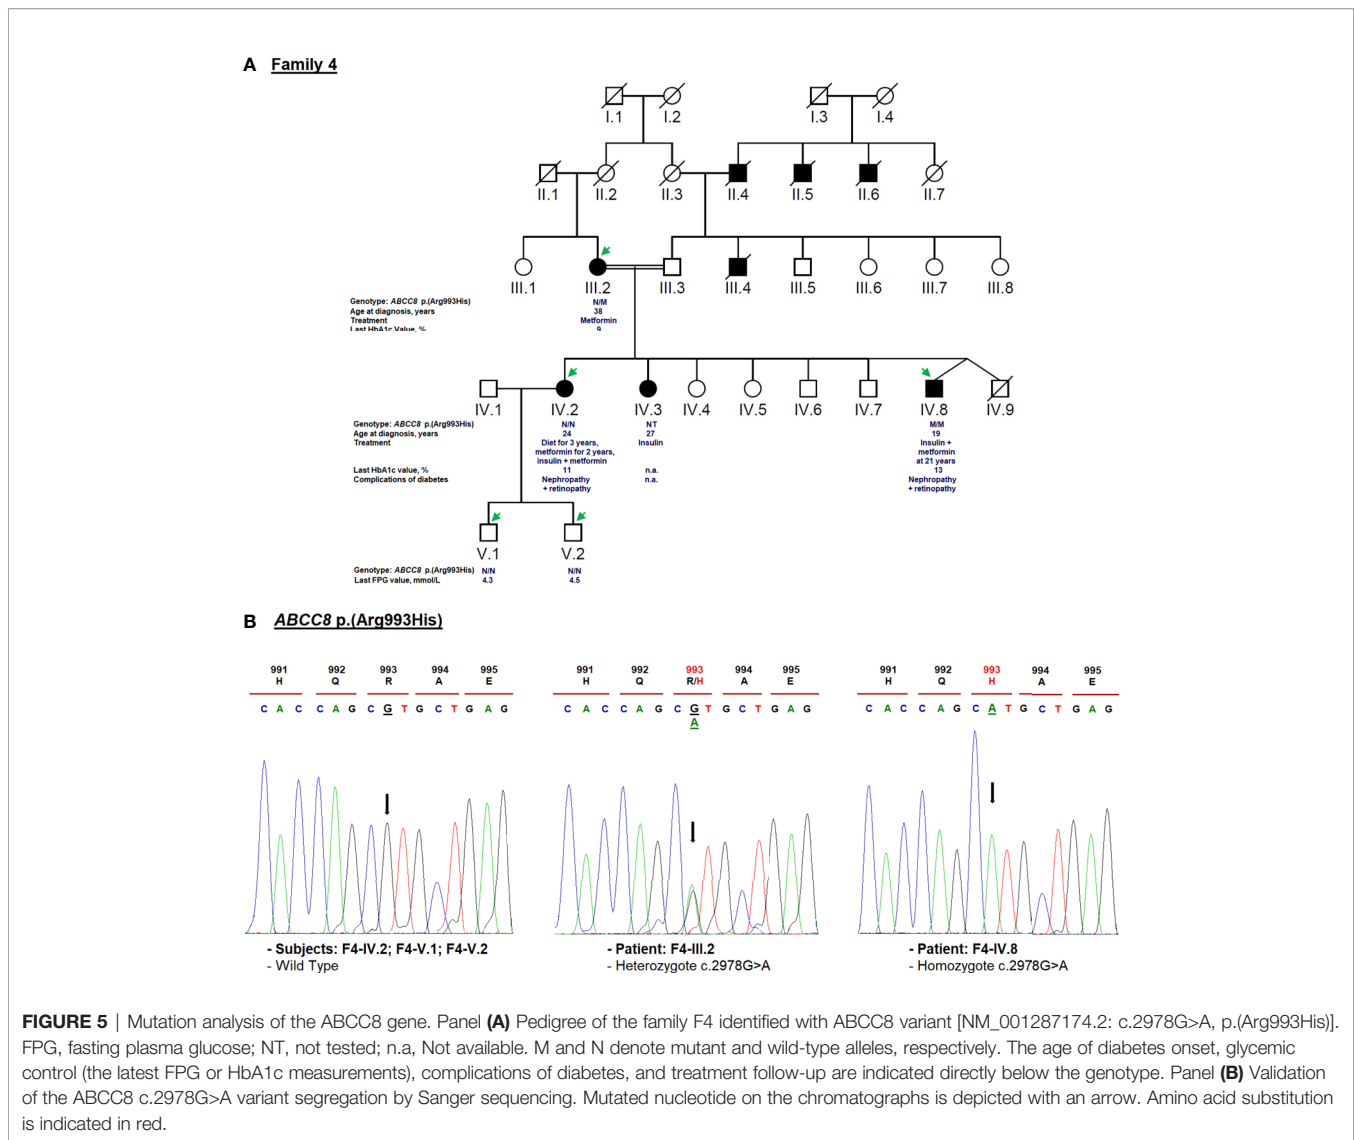 A Family 4
I.1 I.2 I.3 I.4
II.1 II.2 II.3 II.4 II.5 II.6 II.7
III.1 III.2 III.3 III.4 III.5 III.6 III.7 III.8
Genotype: ABCC8 p.(Arg993His) N/M
Age at diagnosis, years 38
Treatment Metformin
Last HbA1c Value, % 9
IV.1 IV.2 IV.3 IV.4 IV.5 IV.6 IV.7 IV.8 IV.9
Genotype: ABCC8 p.(Arg993His) N/N NT M/M
Age at diagnosis, years 24 27 19
Treatment Diet for 3 years, Insulin Insulin +
metformin for 2 years, metformin
insulin + metformin at 21 years
Last HbA1c value, % 11 n.a. 13
Complications of diabetes Nephropathy n.a. Nephropathy
+ retinopathy + retinopathy
V.1 V.2
Genotype: ABCC8 p.(Arg993His) N/N N/N
Last FPG value, mmol/L 4.3 4.5
B ABCC8 p.(Arg993His)
991 992 993 994 995 991 992 993 994 995 991 992 993 994 995
H Q R A E H Q R/H A E H Q H A E
C A C C A G C G T G C T G A G C A C C A G C G T G C T G A G C A C C A G C A T G C T G A G
A
- Subjects: F4-IV.2; F4-V.1; F4-V.2 - Patient: F4-III.2 - Patient: F4-IV.8
- Wild Type - Heterozygote c.2978G>A - Homozygote c.2978G>A
FIGURE 5 | Mutation analysis of the ABCC8 gene. Panel (A) Pedigree of the family F4 identified with ABCC8 variant [NM_001287174.2: c.2978G>A, p.(Arg993His)].
FPG, fasting plasma glucose; NT, not tested; n.a, Not available. M and N denote mutant and wild-type alleles, respectively. The age of diabetes onset, glycemic
control (the latest FPG or HbA1c measurements), complications of diabetes, and treatment follow-up are indicated directly below the genotype. Panel (B) Validation
of the ABCC8 c.2978G>A variant segregation by Sanger sequencing. Mutated nucleotide on the chromatographs is depicted with an arrow. Amino acid substitution
is indicated in red.